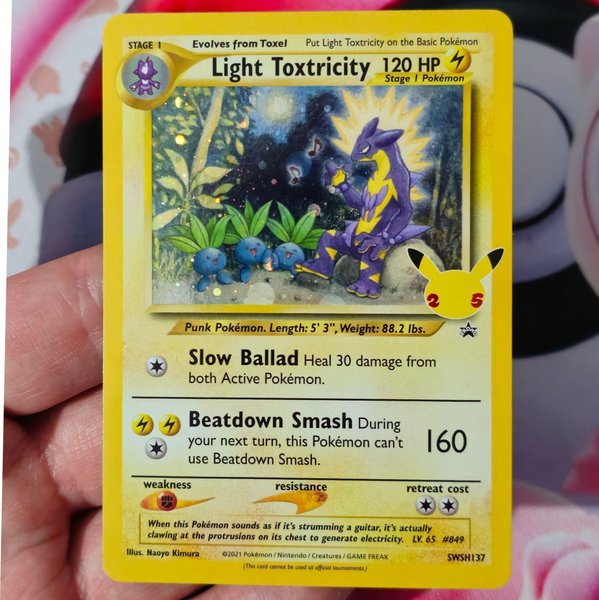 STAGE 1 Evolves from Toxel Put Light Toxtricity on the Basic Pokémon
Light Toxtricity 120 HP
Stage 1 Pokémon
25
Punk Pokémon. Length: 5' 3", Weight: 88.2 lbs.
PROMO
Slow Ballad Heal 30 damage from
both Active Pokémon.
Beatdown Smash During
your next turn, this Pokémon can't
use Beatdown Smash.
160
weakness resistance retreat cost
When this Pokémon sounds as if it's strumming a guitar, it's actually
clawing at the protrusions on its chest to generate electricity. LV. 65 #849
Illus. Naoyo Kimura ©2021 Pokémon / Nintendo / Creatures / GAME FREAK SWSH137
(This card cannot be used at official tournaments.)